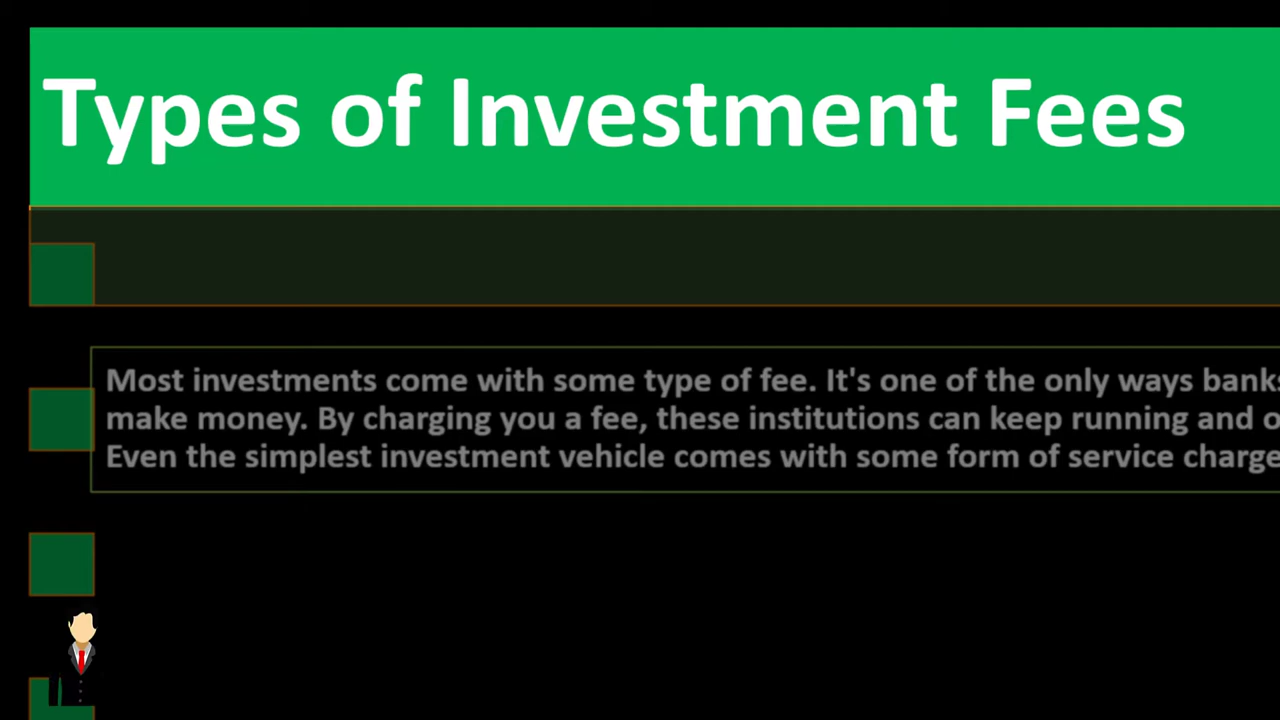 Types of Investment Fees
Most investments come with some type of fee. It's one of the only ways banks
make money. By charging you a fee, these institutions can keep running and o
Even the simplest investment vehicle comes with some form of service charge